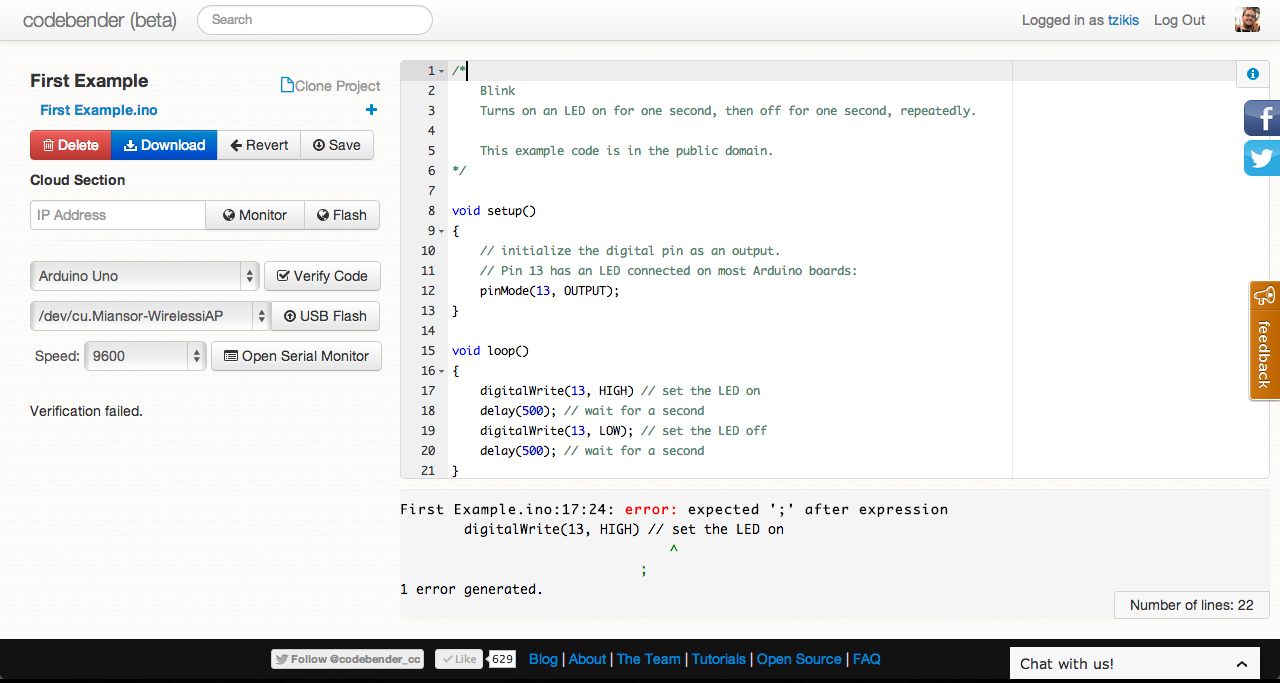 codebender (beta)
Search
Logged in as tzikis
Log Out
First Example
Clone Project
First Example.ino
+
Delete
Download
Revert
Save
Cloud Section
IP Address
Monitor
Flash
Arduino Uno
Verify Code
/dev/cu.Miansor-WirelessiAP
USB Flash
Speed: 9600
Open Serial Monitor
Verification failed.
1 /*
2     Blink
3     Turns on an LED on for one second, then off for one second, repeatedly.
4
5     This example code is in the public domain.
6 */
7
8 void setup()
9 {
10     // initialize the digital pin as an output.
11     // Pin 13 has an LED connected on most Arduino boards:
12     pinMode(13, OUTPUT);
13 }
14
15 void loop()
16 {
17     digitalWrite(13, HIGH) // set the LED on
18     delay(500); // wait for a second
19     digitalWrite(13, LOW); // set the LED off
20     delay(500); // wait for a second
21 }
feedback
First Example.ino:17:24: error: expected ';' after expression
digitalWrite(13, HIGH) // set the LED on
^
;
1 error generated.
Number of lines: 22
Follow @codebender_cc
Like
629
Blog | About | The Team | Tutorials | Open Source | FAQ
Chat with us!